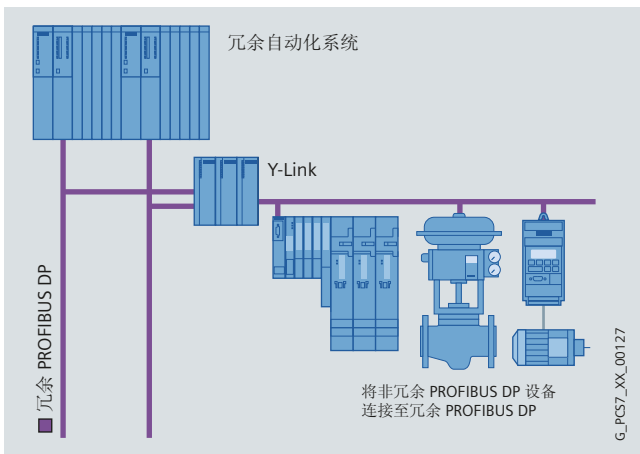 冗余自动化系统
Y-Link
冗余 PROFIBUS DP
将非冗余 PROFIBUS DP 设备
连接至冗余 PROFIBUS DP
G_PCS7_XX_00127